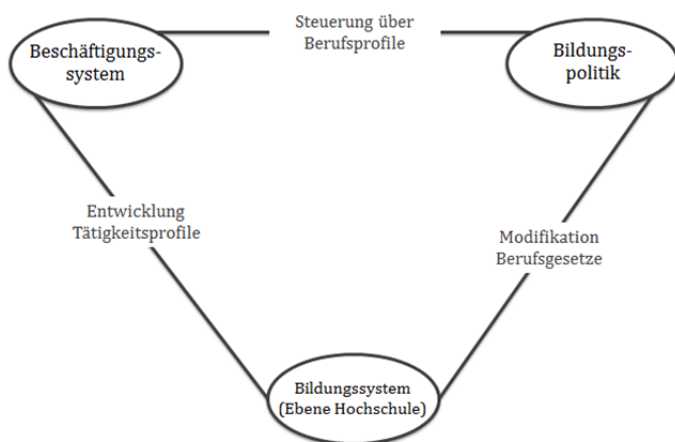 Steuerung über
Berufsprofile
Beschäftigungs-
system
Bildungs-
politik
Entwicklung
Tätigkeitsprofile
Modifikation
Berufsgesetze
Bildungssystem
(Ebene Hochschule)